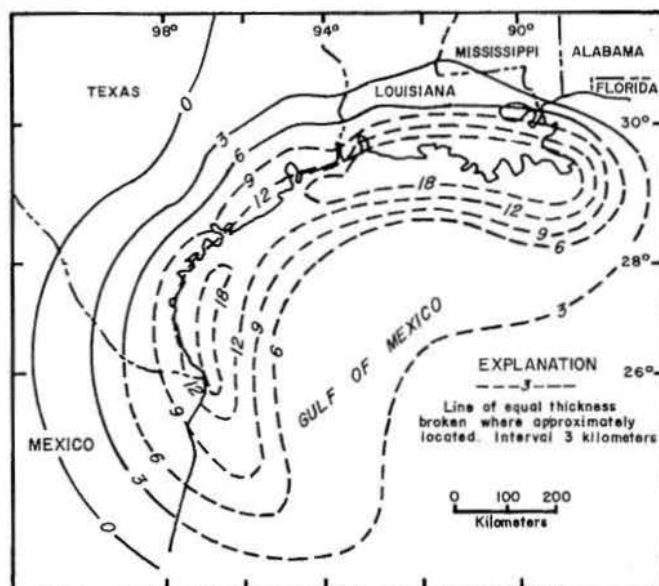 98°
94°
90°
MISSISSIPPI
ALABAMA
TEXAS
LOUISIANA
FLORIDA
0
3
6
30°
9
12
18
12
9
6
28°
18
12
9
6
3
GULF OF MEXICO
EXPLANATION
3
26°
Line of equal thickness
broken where approximately
located. Interval 3 kilometers
12
9
MEXICO
6
3
0
0 100 200
Kilometers